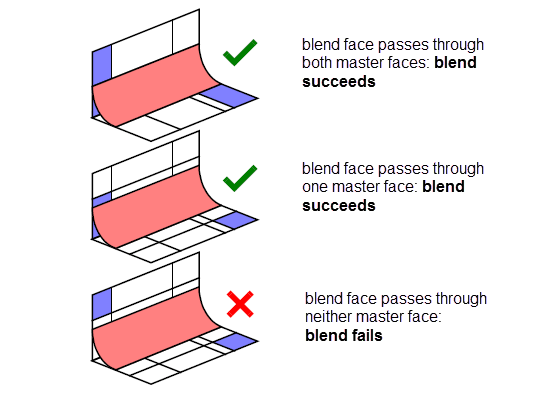 blend face passes through
both master faces: blend
succeeds
blend face passes through
one master face: blend
succeeds
blend face passes through
neither master face:
blend fails